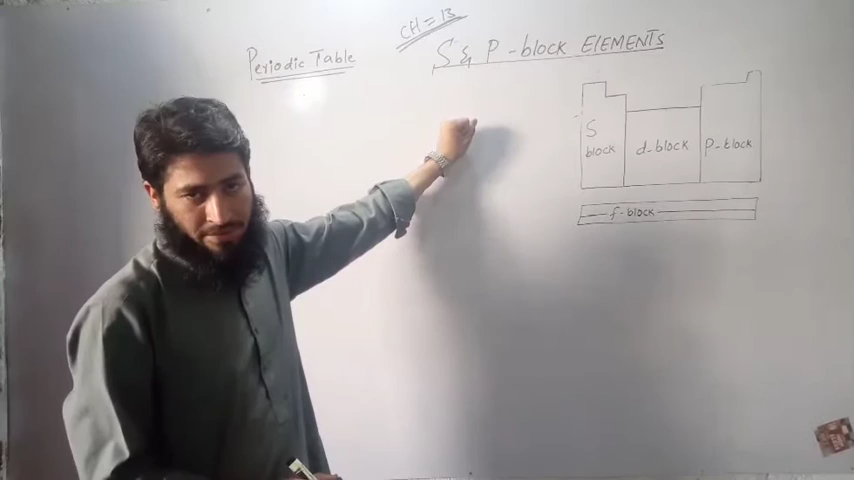 CH = 13
Periodic Table
S & P-block ELEMENTS
S block
d-block
P-block
f-block